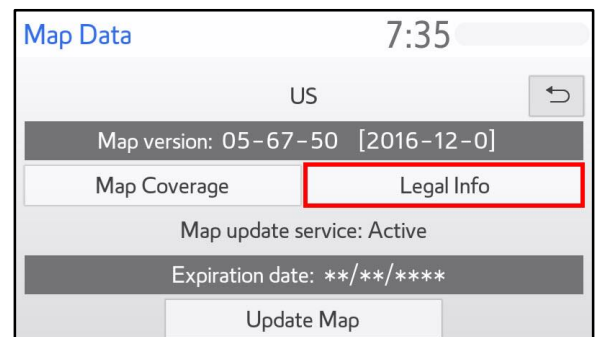 Map Data 7:35
US
Map version: 05-67-50 [2016-12-0]
Map Coverage Legal Info
Map update service: Active
Expiration date: **/**/****
Update Map